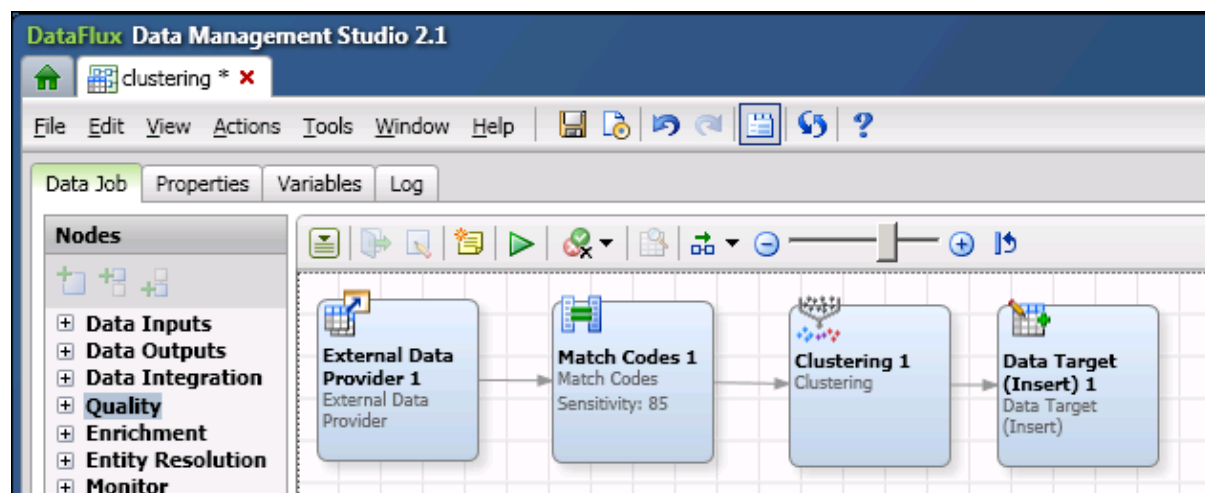 DataFlux Data Management Studio 2.1
clustering *
File Edit View Actions Tools Window Help
Data Job Properties Variables Log
Nodes
Data Inputs
Data Outputs
Data Integration
Quality
Enrichment
Entity Resolution
Monitor
External Data
Provider 1
External Data
Provider
Match Codes 1
Match Codes
Sensitivity: 85
Clustering 1
Clustering
Data Target
(Insert) 1
Data Target
(Insert)